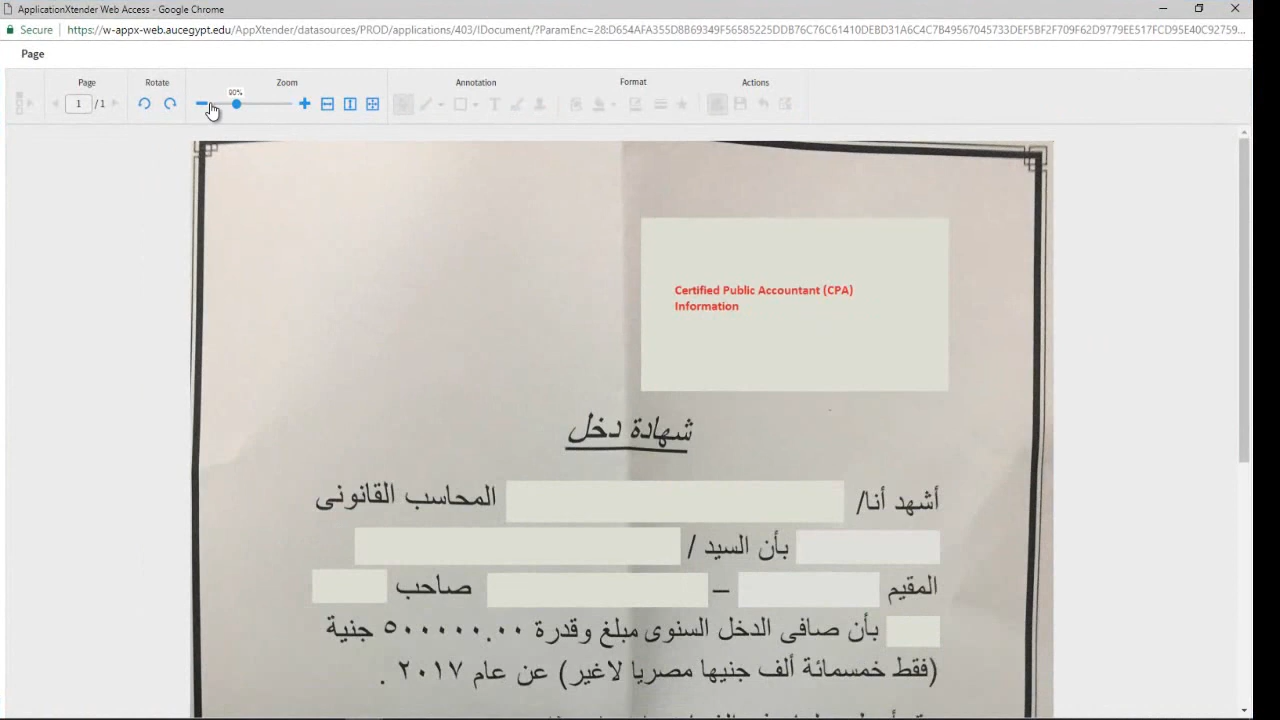 ApplicationXtender Web Access - Google Chrome
Secure https://w-appx-web.aucegypt.edu/AppXtender/datasources/PROD/applications/403/IDocument/?ParamEnc=28:D654AFA355D8B69349F56585225DDB76C76C61410DEBD31A6C4C7B49567045733DEF5BF2F709F62D9779EE517FCD95E40C92759...
Page
Page Rotate Zoom Annotation Format Actions
90%
1 /1
Certified Public Accountant (CPA)
Information
شهادة دخل
أشهد أنا/ المحاسب القانونى
بأن السيد /
المقيم – صاحب
بأن صافى الدخل السنوى مبلغ وقدرة ٥٠٠٠٠٠.٠٠ جنية
(فقط خمسمائة ألف جنيها مصريا لاغير) عن عام ٢٠١٧ .